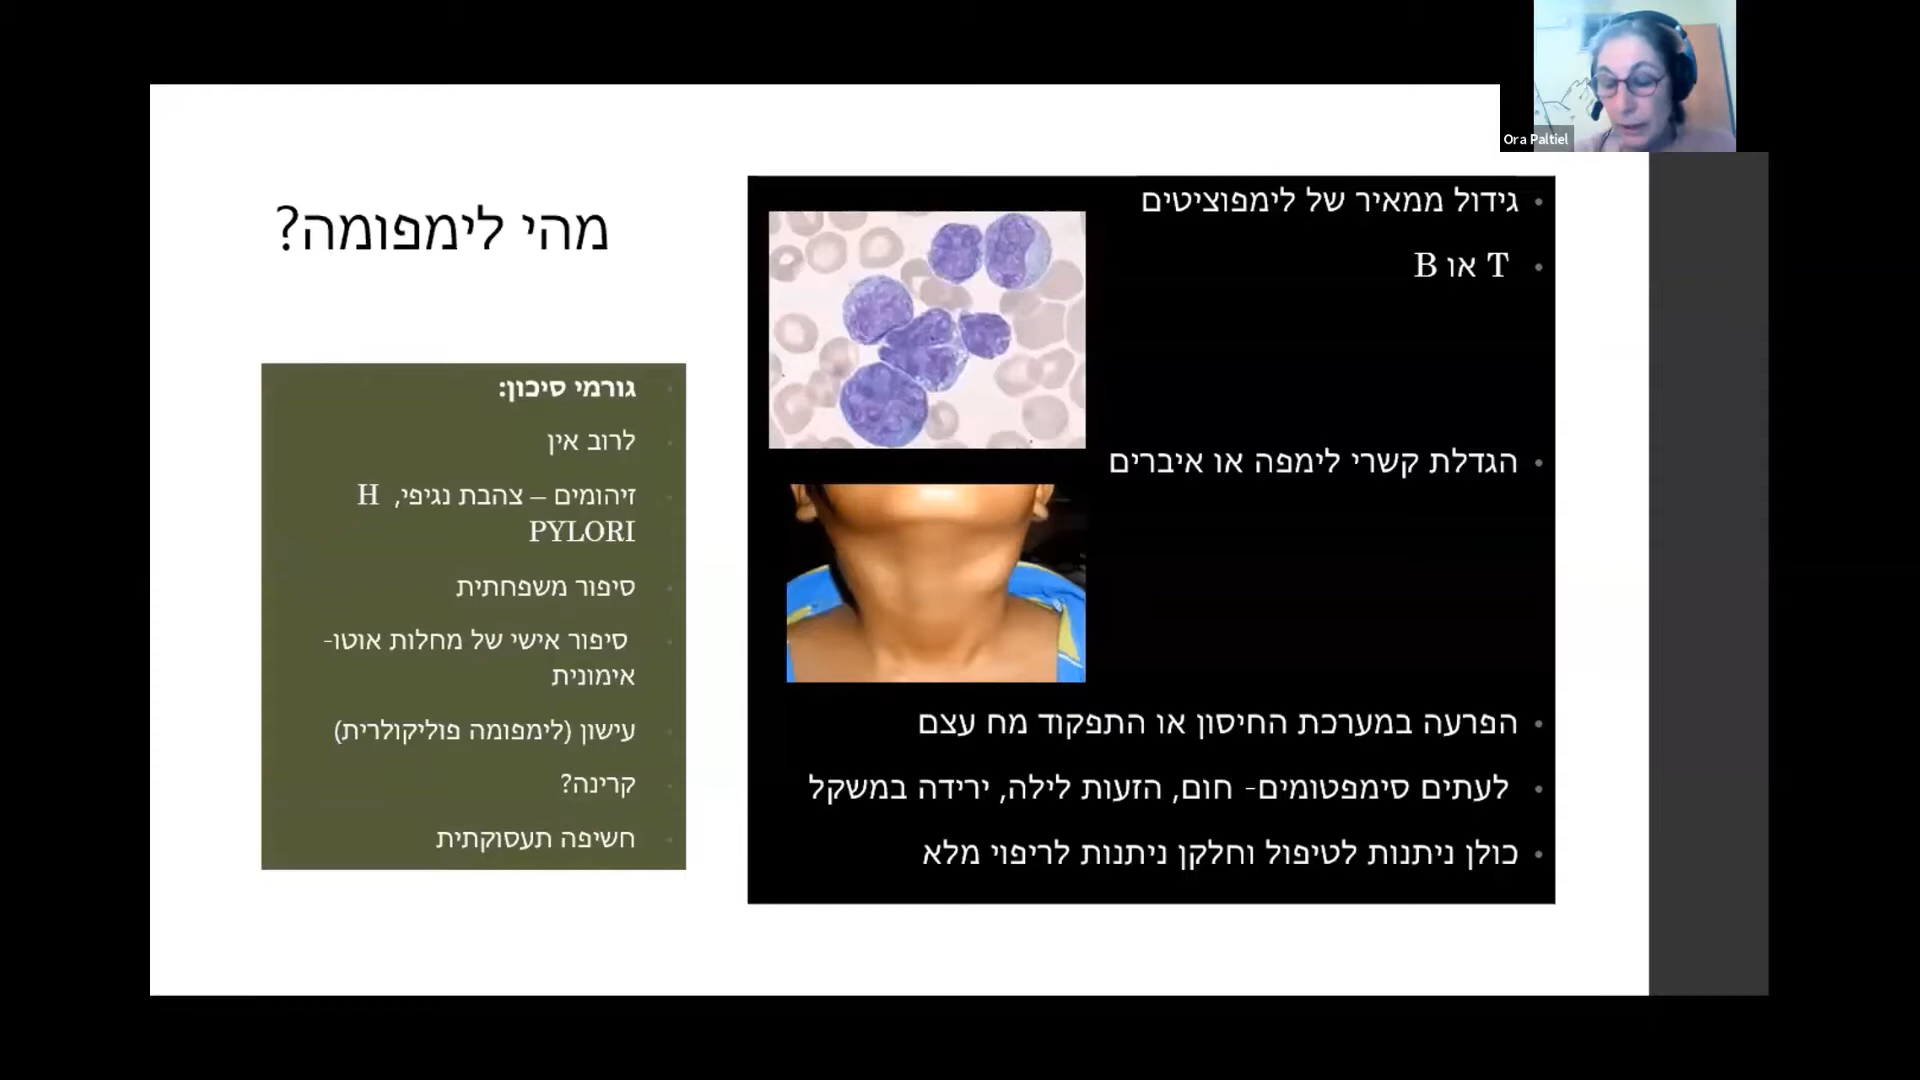 Ora Paltiel
מהי לימפומה?
גידול ממאיר של לימפוציטים
T או B
הגדלת קשרי לימפה או איברים
הפרעה במערכת החיסון או התפקוד מח עצם
לעתים סימפטומים- חום, הזעות לילה, ירידה במשקל
כולן ניתנות לטיפול וחלקן ניתנות לריפוי מלא
גורמי סיכון:
לרוב אין
זיהומים – צהבת נגיפי, H
PYLORI
סיפור משפחתית
סיפור אישי של מחלות אוטו-
אימונית
עישון (לימפומה פוליקולרית)
קרינה?
חשיפה תעסוקתית